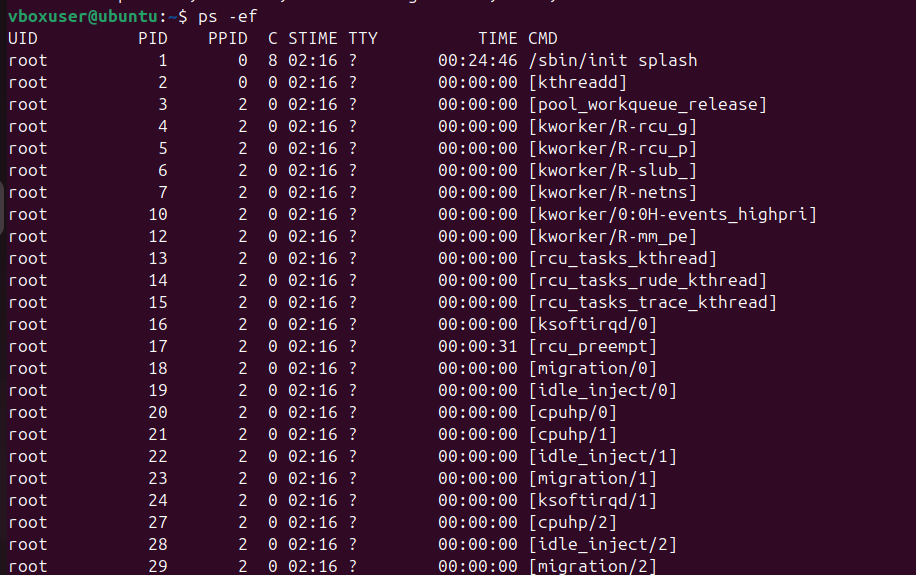 vboxuser@ubuntu:~$ ps -ef
UID          PID    PPID  C STIME TTY          TIME CMD
root           1       0  8 02:16 ?        00:24:46 /sbin/init splash
root           2       0  0 02:16 ?        00:00:00 [kthreadd]
root           3       2  0 02:16 ?        00:00:00 [pool_workqueue_release]
root           4       2  0 02:16 ?        00:00:00 [kworker/R-rcu_g]
root           5       2  0 02:16 ?        00:00:00 [kworker/R-rcu_p]
root           6       2  0 02:16 ?        00:00:00 [kworker/R-slub_]
root           7       2  0 02:16 ?        00:00:00 [kworker/R-netns]
root          10       2  0 02:16 ?        00:00:00 [kworker/0:0H-events_highpri]
root          12       2  0 02:16 ?        00:00:00 [kworker/R-mm_pe]
root          13       2  0 02:16 ?        00:00:00 [rcu_tasks_kthread]
root          14       2  0 02:16 ?        00:00:00 [rcu_tasks_rude_kthread]
root          15       2  0 02:16 ?        00:00:00 [rcu_tasks_trace_kthread]
root          16       2  0 02:16 ?        00:00:00 [ksoftirqd/0]
root          17       2  0 02:16 ?        00:00:31 [rcu_preempt]
root          18       2  0 02:16 ?        00:00:00 [migration/0]
root          19       2  0 02:16 ?        00:00:00 [idle_inject/0]
root          20       2  0 02:16 ?        00:00:00 [cpuhp/0]
root          21       2  0 02:16 ?        00:00:00 [cpuhp/1]
root          22       2  0 02:16 ?        00:00:00 [idle_inject/1]
root          23       2  0 02:16 ?        00:00:00 [migration/1]
root          24       2  0 02:16 ?        00:00:00 [ksoftirqd/1]
root          27       2  0 02:16 ?        00:00:00 [cpuhp/2]
root          28       2  0 02:16 ?        00:00:00 [idle_inject/2]
root          29       2  0 02:16 ?        00:00:00 [migration/2]